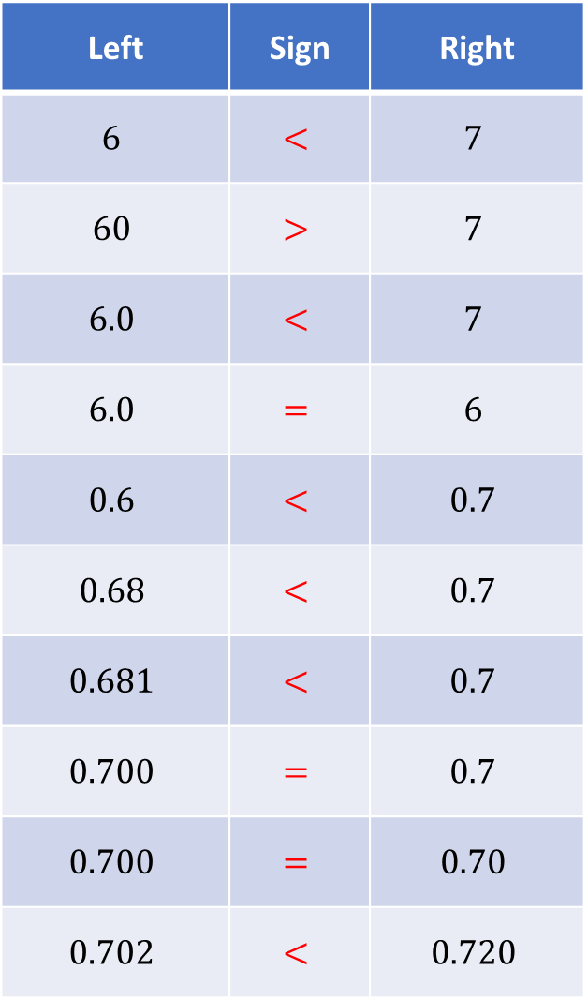 Left Sign Right
6 < 7
60 > 7
6.0 < 7
6.0 = 6
0.6 < 0.7
0.68 < 0.7
0.681 < 0.7
0.700 = 0.7
0.700 = 0.70
0.702 < 0.720